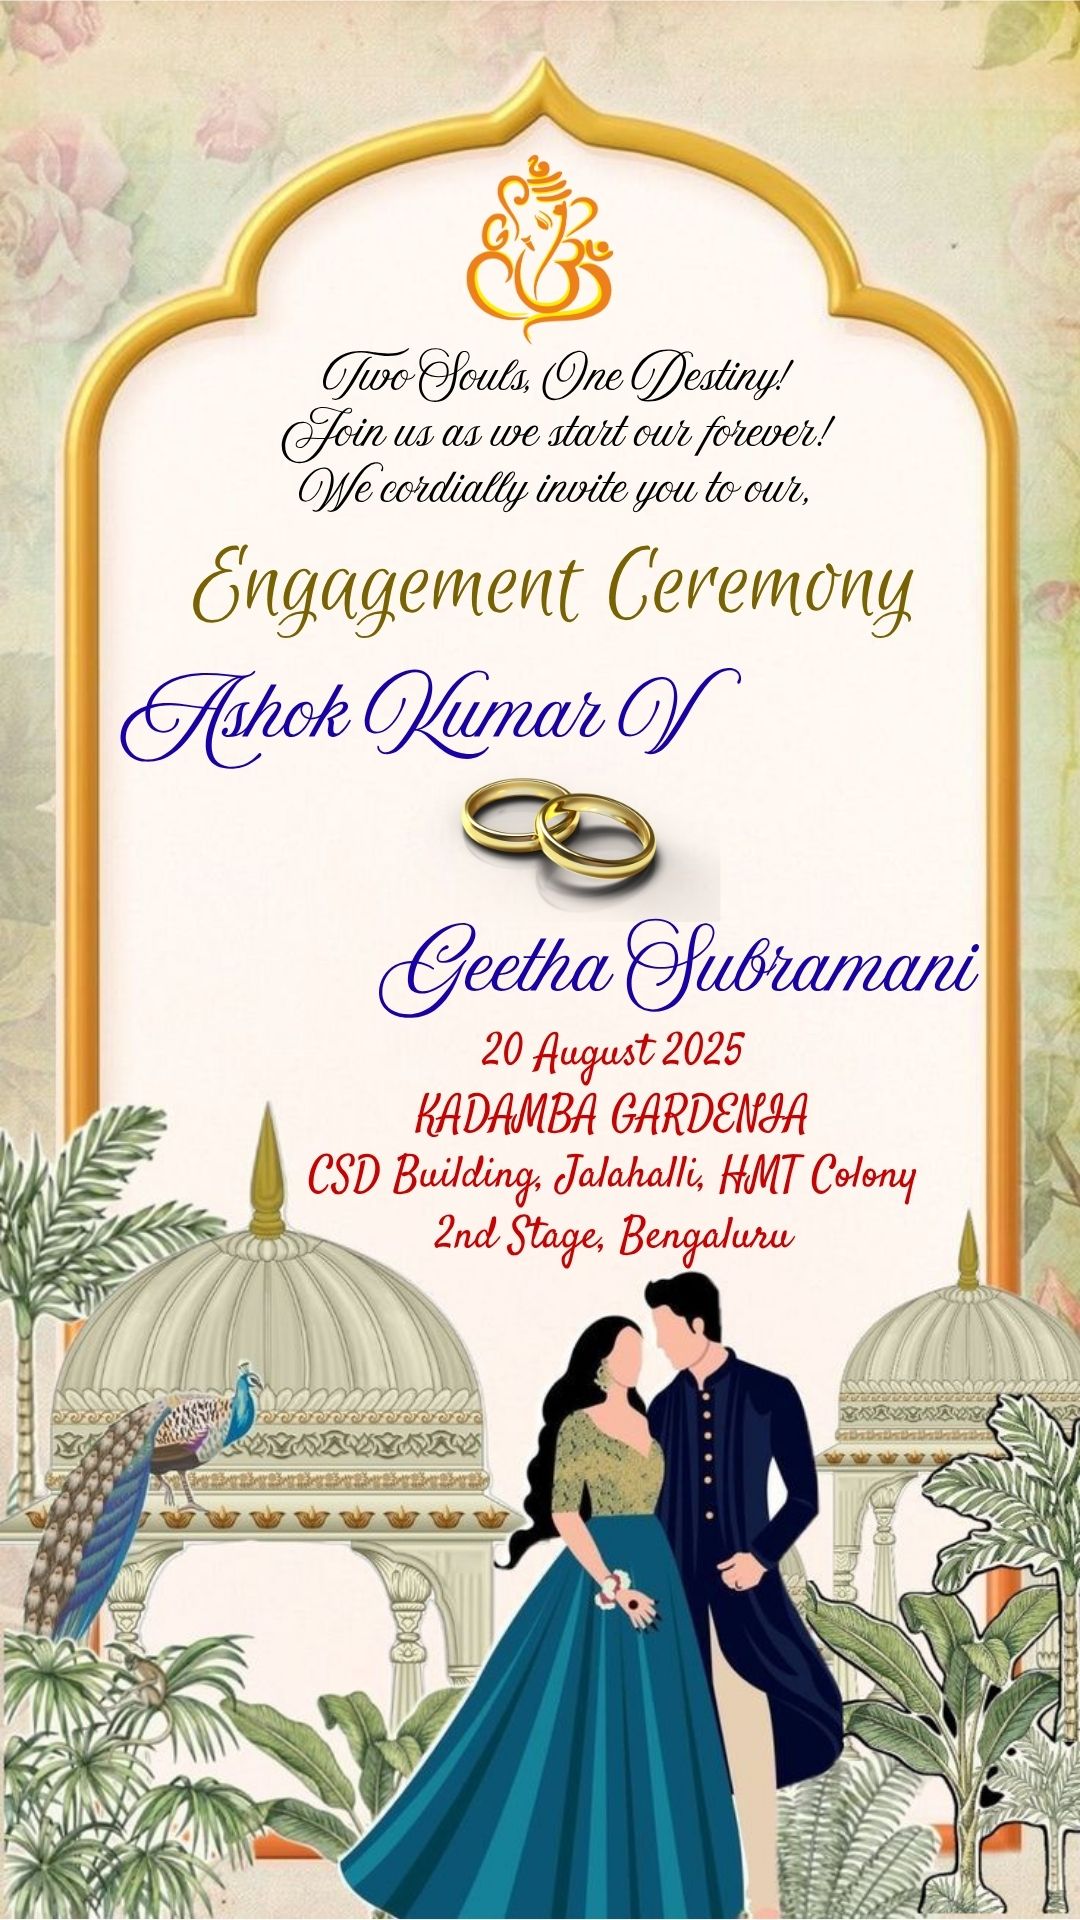 Two Souls, One Destiny!
Join us as we start our forever!
We cordially invite you to our,
Engagement Ceremony
Ashok Kumar V
Geetha Subramani
20 August 2025
KADAMBA GARDENIA
CSD Building, Jalahalli, HMT Colony
2nd Stage, Bengaluru